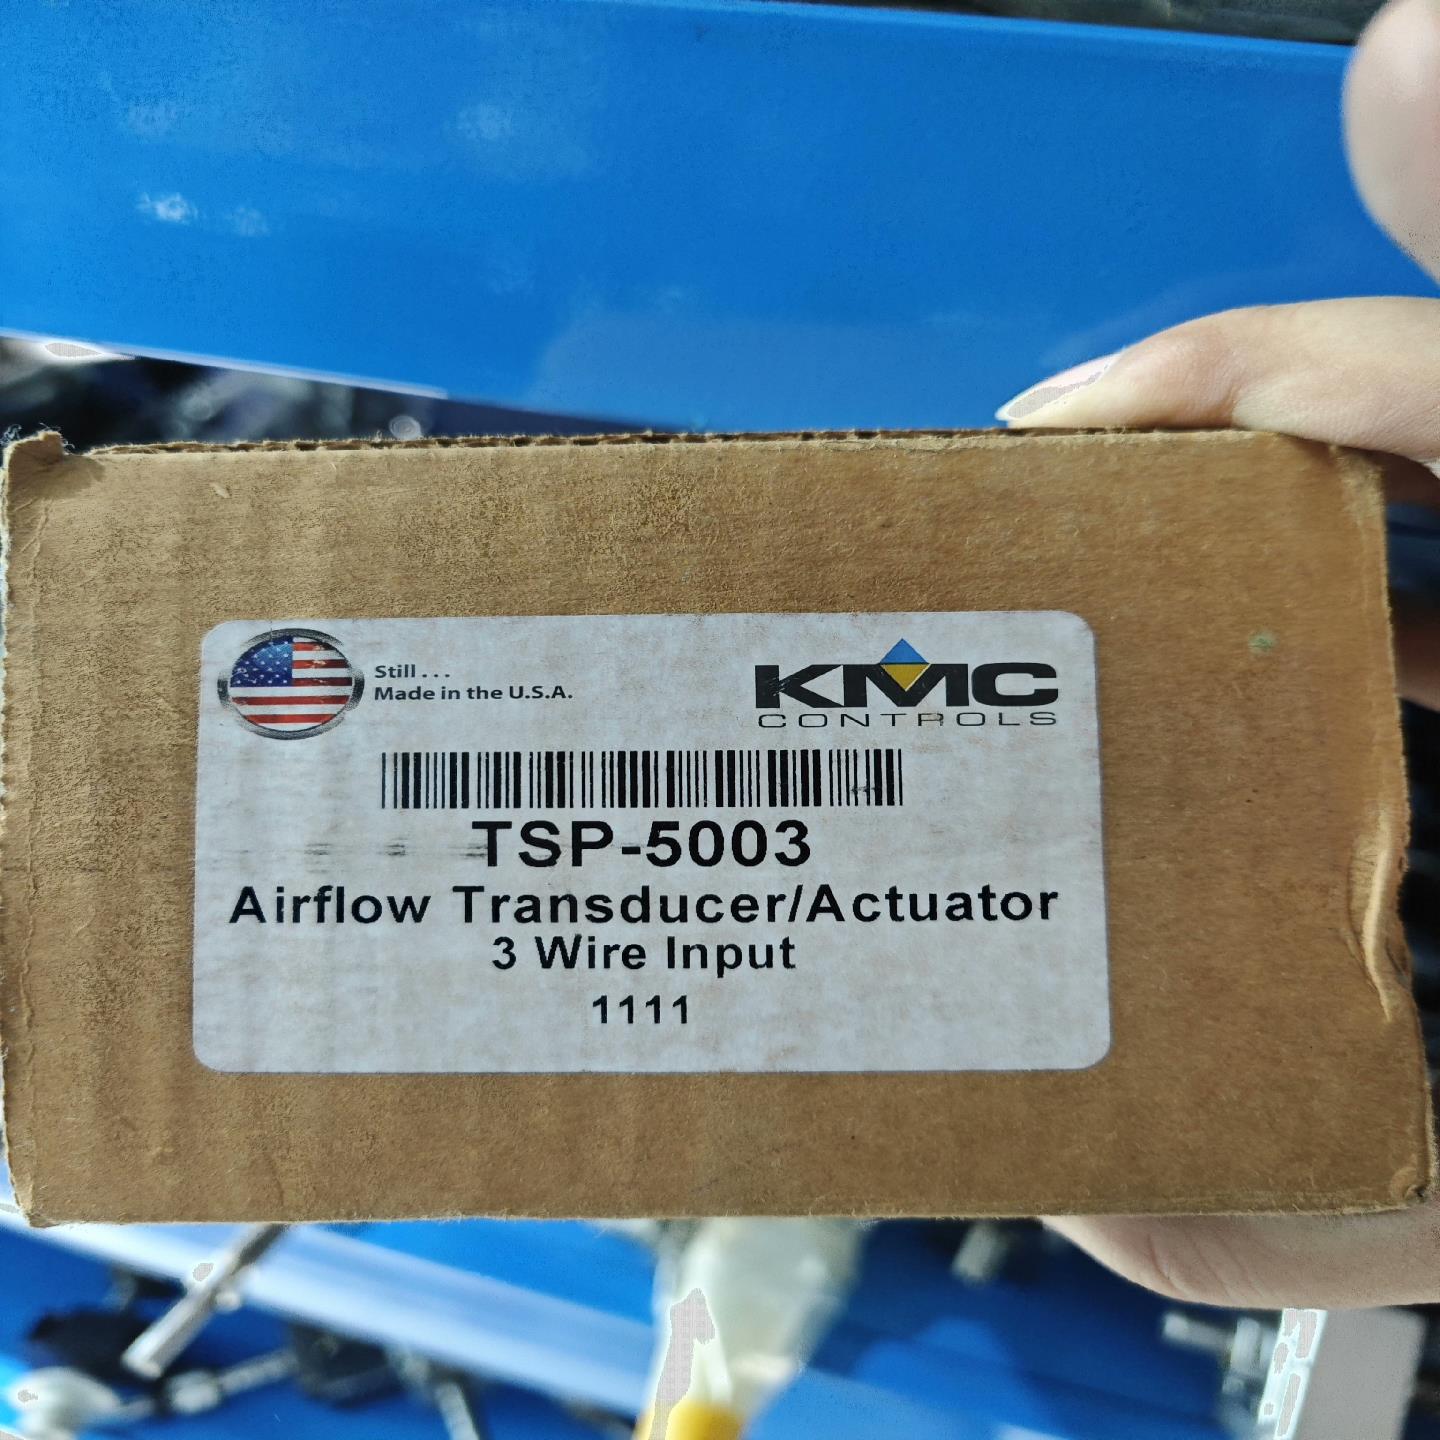 Still . . .
Made in the U.S.A.
KMC
CONTROLS
TSP-5003
Airflow Transducer/Actuator
3 Wire Input
1111